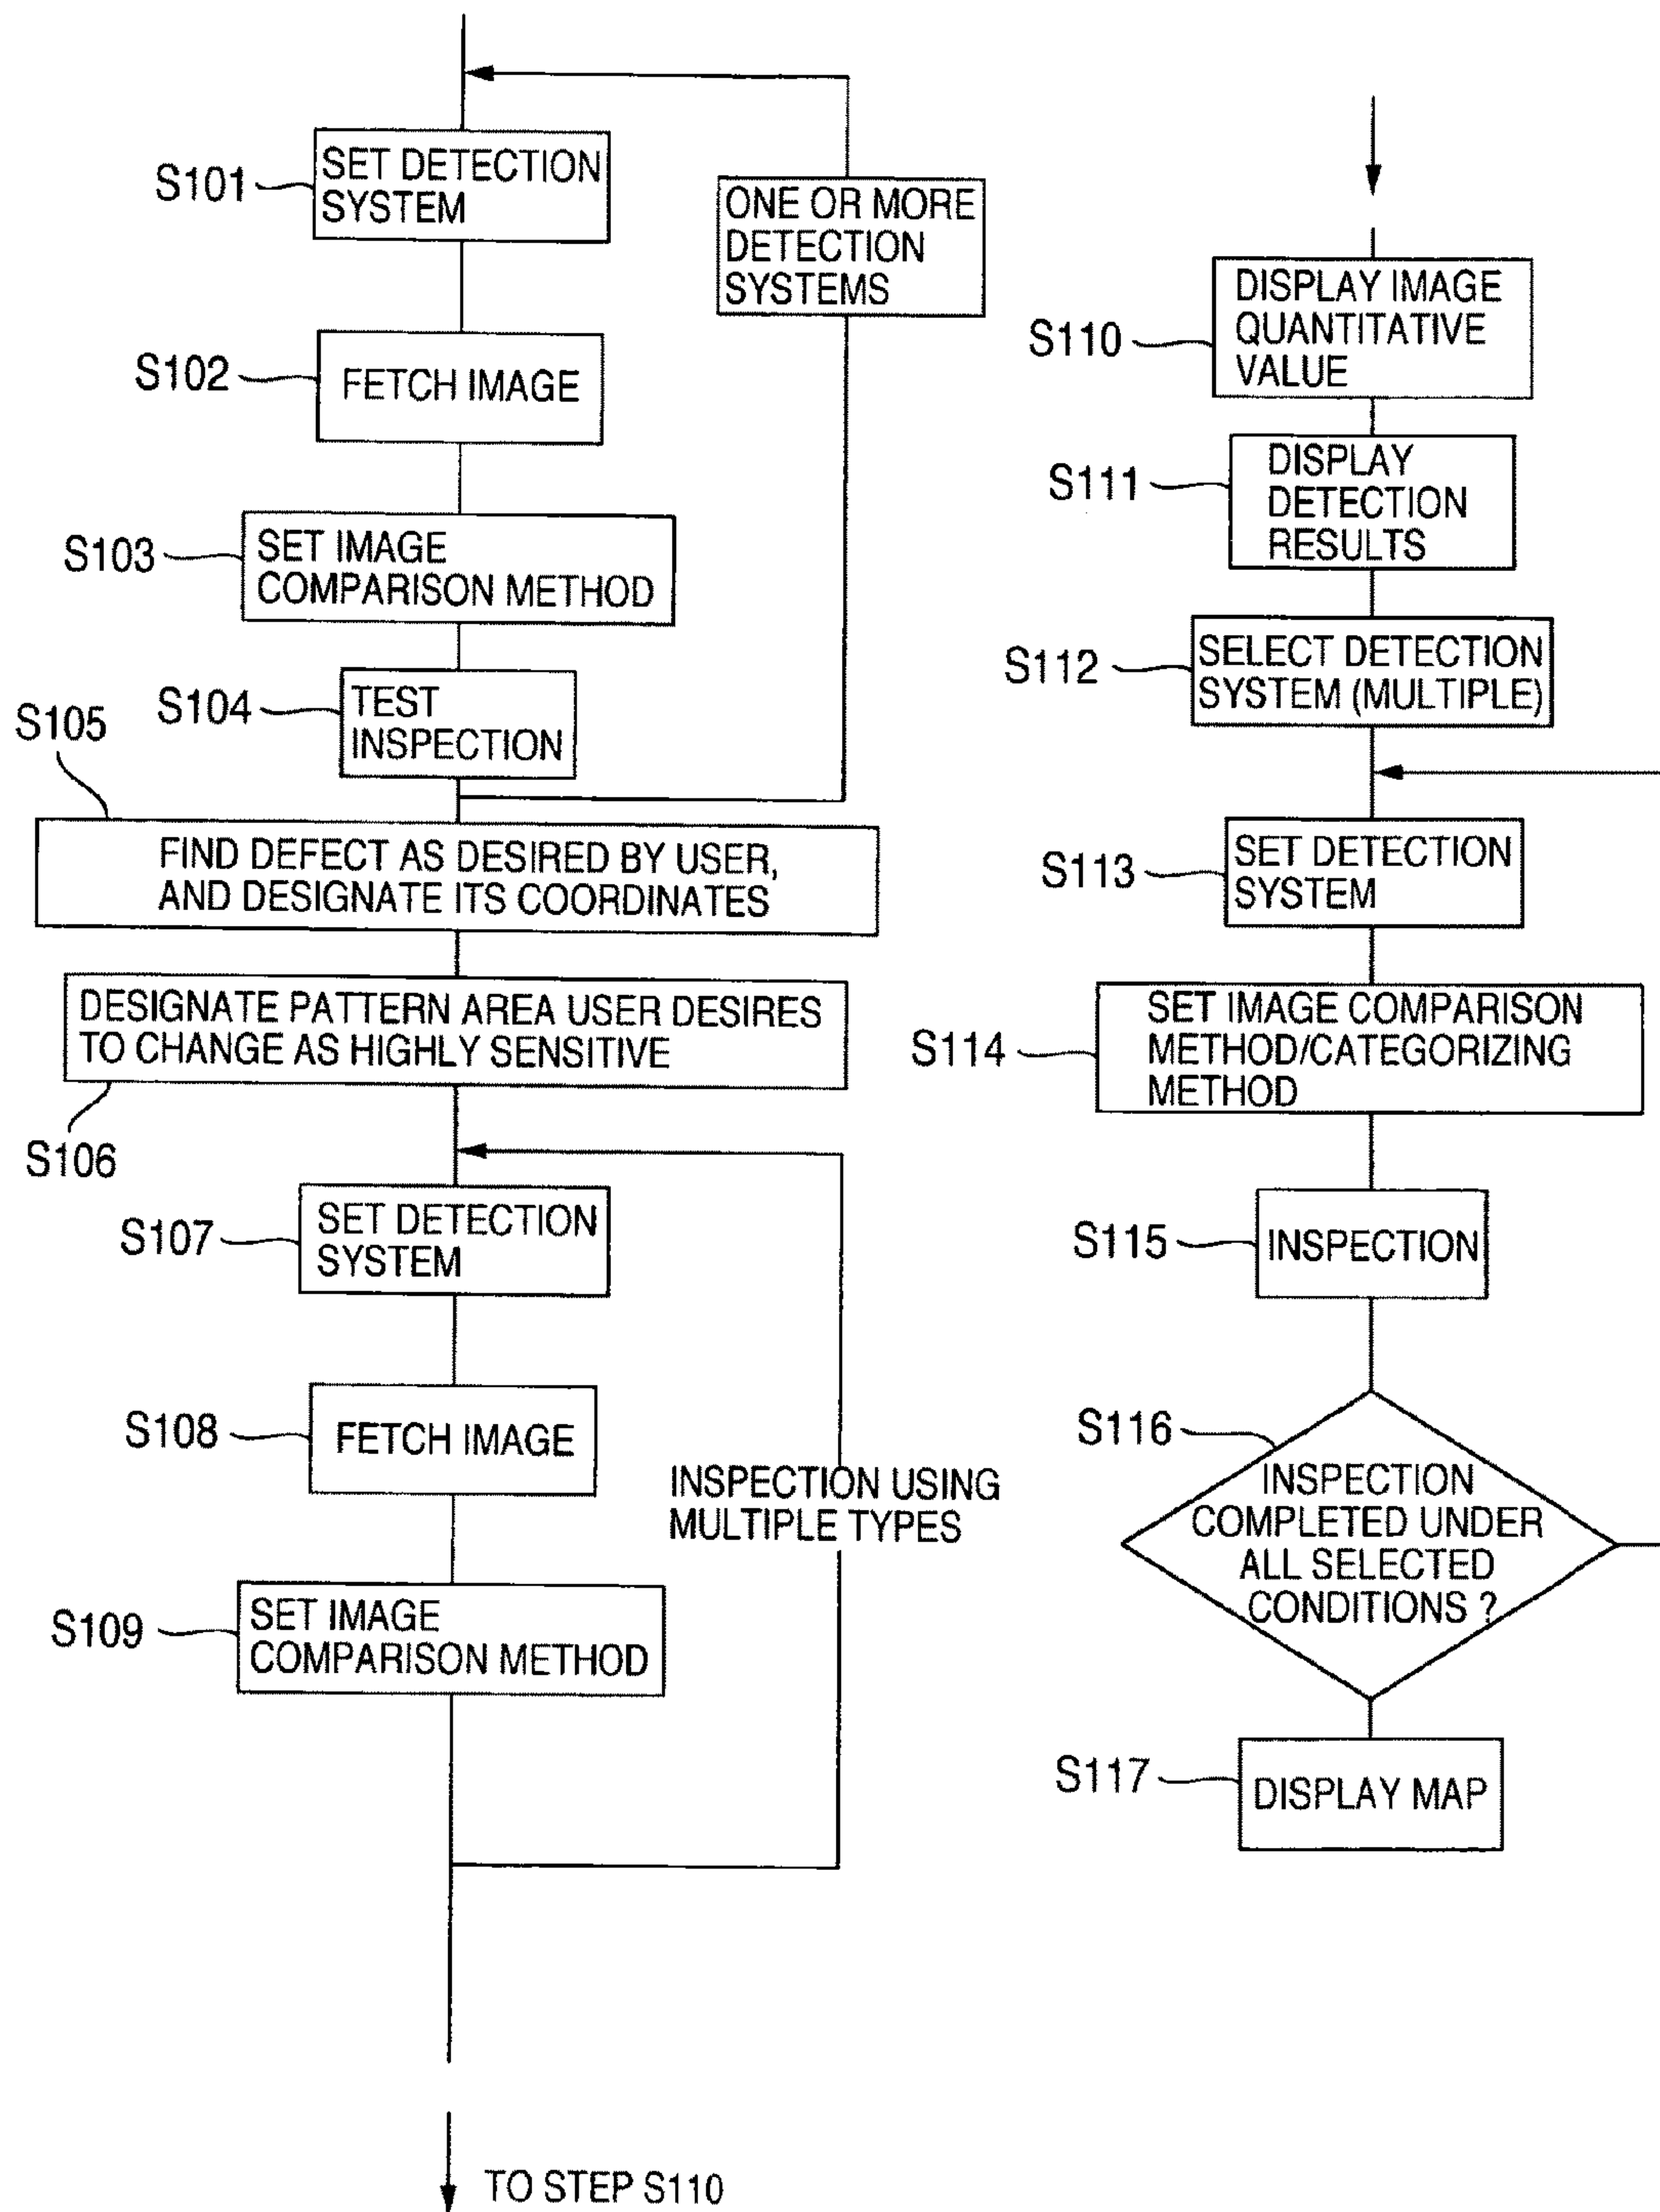 S101
SET DETECTION
SYSTEM
ONE OR MORE
DETECTION
SYSTEMS
S102
FETCH IMAGE
S103
SET IMAGE
COMPARISON METHOD
S104
TEST
INSPECTION
S105
FIND DEFECT AS DESIRED BY USER,
AND DESIGNATE ITS COORDINATES
DESIGNATE PATTERN AREA USER DESIRES
TO CHANGE AS HIGHLY SENSITIVE
S106
S107
SET DETECTION
SYSTEM
S108
FETCH IMAGE
INSPECTION USING
MULTIPLE TYPES
S109
SET IMAGE
COMPARISON METHOD
TO STEP S110
S110
DISPLAY IMAGE
QUANTITATIVE
VALUE
S111
DISPLAY
DETECTION
RESULTS
S112
SELECT DETECTION
SYSTEM (MULTIPLE)
S113
SET DETECTION
SYSTEM
S114
SET IMAGE COMPARISON
METHOD/CATEGORIZING
METHOD
S115
INSPECTION
S116
INSPECTION
COMPLETED UNDER
ALL SELECTED
CONDITIONS ?
S117
DISPLAY MAP